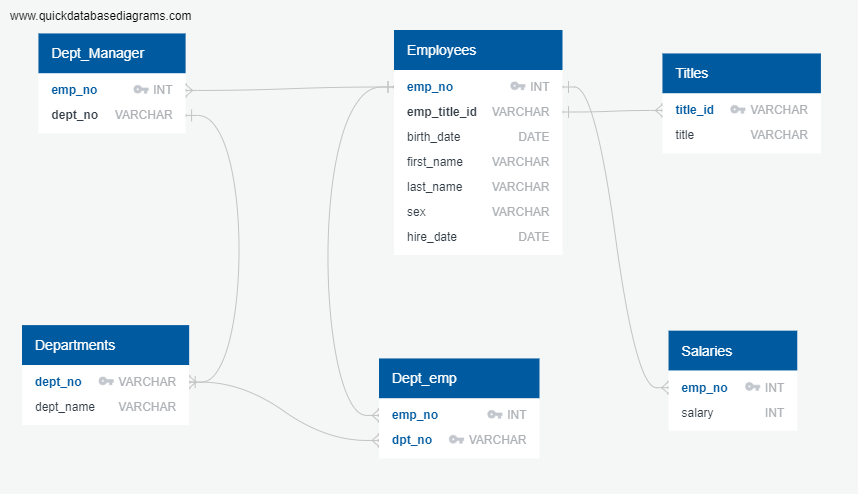 www.quickdatabasediagrams.com
Dept_Manager
emp_no INT
dept_no VARCHAR
Employees
emp_no INT
emp_title_id VARCHAR
birth_date DATE
first_name VARCHAR
last_name VARCHAR
sex VARCHAR
hire_date DATE
Titles
title_id VARCHAR
title VARCHAR
Departments
dept_no VARCHAR
dept_name VARCHAR
Dept_emp
emp_no INT
dpt_no VARCHAR
Salaries
emp_no INT
salary INT